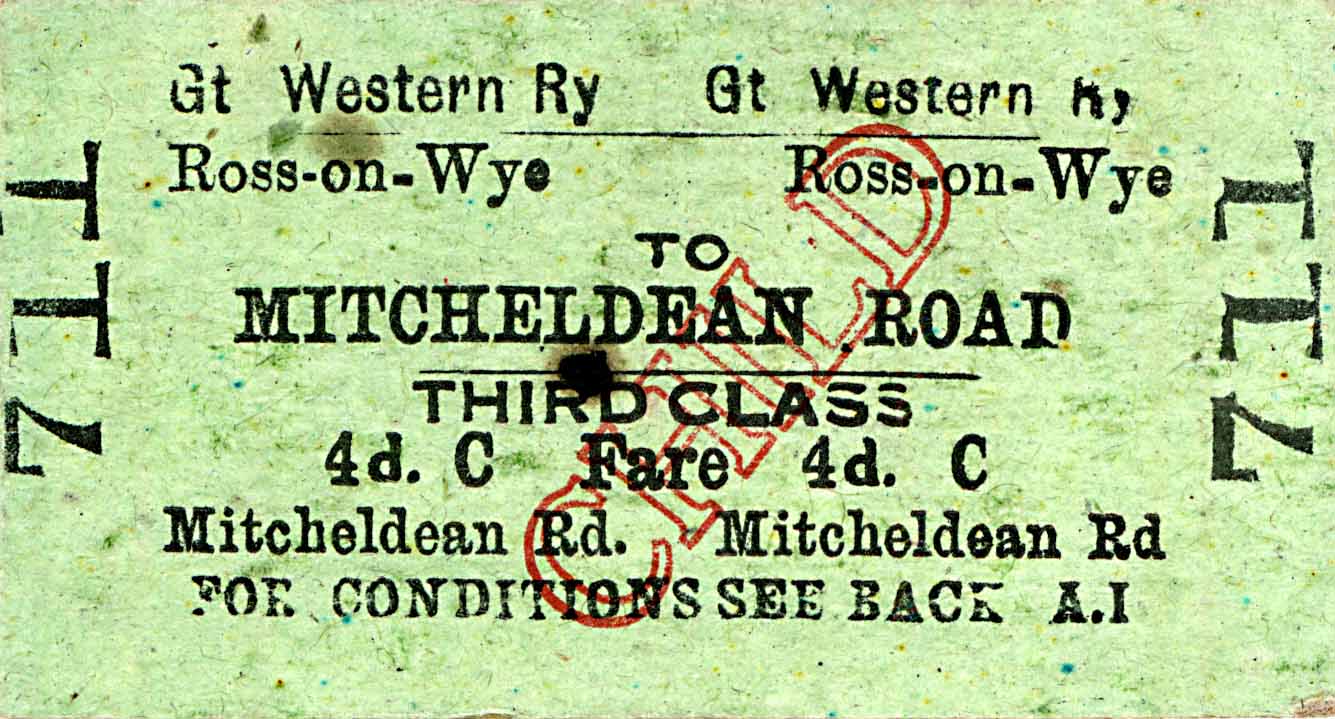 Gt Western Ry Gt Western Ry
Ross-on-Wye Ross-on-Wye
TO
MITCHELDEAN ROAD
THIRD CLASS
4d. C Fare 4d. C
Mitcheldean Rd. Mitcheldean Rd
FOR CONDITIONS SEE BACK A.I
CHILD
711
711